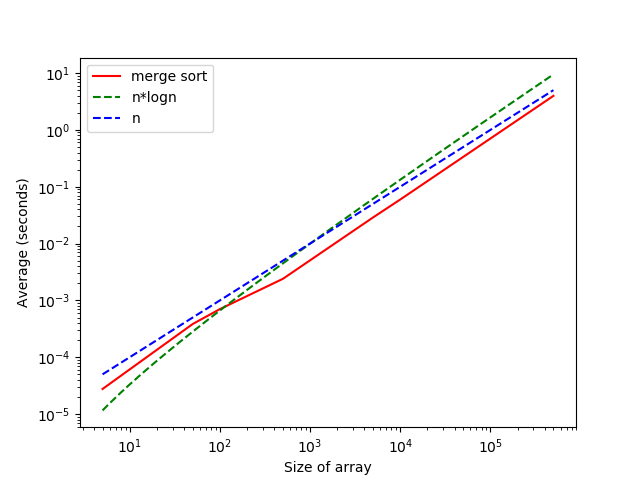 merge sort
n*logn
n
10¹
10⁰
10⁻¹
10⁻²
10⁻³
10⁻⁴
10⁻⁵
Average (seconds)
10¹ 10² 10³ 10⁴ 10⁵
Size of array